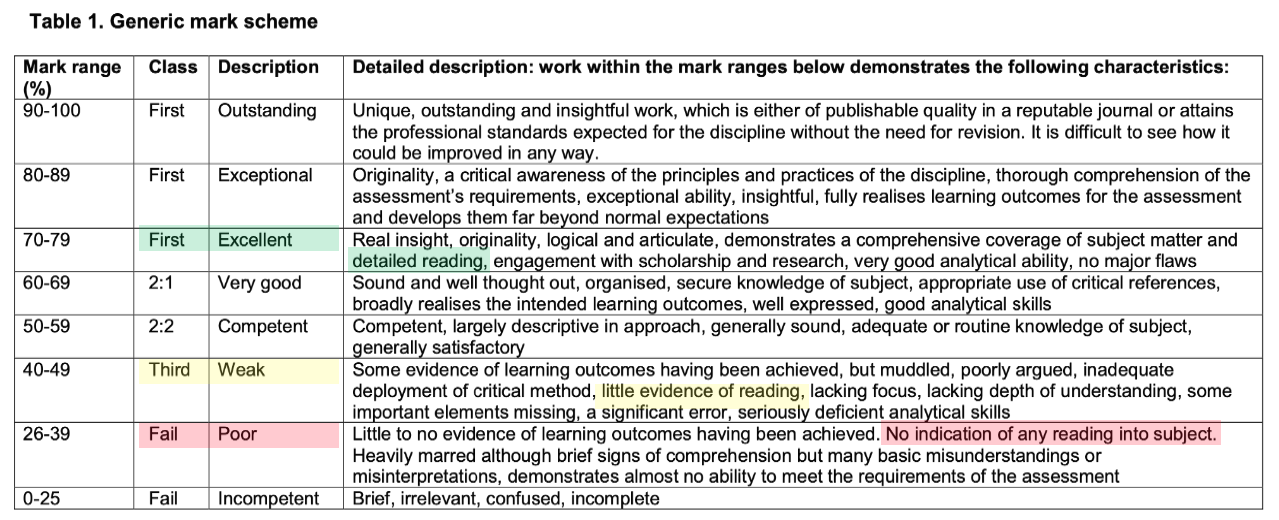 Table 1. Generic mark scheme
Mark range Class Description Detailed description: work within the mark ranges below demonstrates the following characteristics:
(%)
90-100 First Outstanding Unique, outstanding and insightful work, which is either of publishable quality in a reputable journal or attains
the professional standards expected for the discipline without the need for revision. It is difficult to see how it
could be improved in any way.
80-89 First Exceptional Originality, a critical awareness of the principles and practices of the discipline, thorough comprehension of the
assessment's requirements, exceptional ability, insightful, fully realises learning outcomes for the assessment
and develops them far beyond normal expectations
70-79 First Excellent Real insight, originality, logical and articulate, demonstrates a comprehensive coverage of subject matter and
detailed reading, engagement with scholarship and research, very good analytical ability, no major flaws
60-69 2:1 Very good Sound and well thought out, organised, secure knowledge of subject, appropriate use of critical references,
broadly realises the intended learning outcomes, well expressed, good analytical skills
50-59 2:2 Competent Competent, largely descriptive in approach, generally sound, adequate or routine knowledge of subject,
generally satisfactory
40-49 Third Weak Some evidence of learning outcomes having been achieved, but muddled, poorly argued, inadequate
deployment of critical method, little evidence of reading, lacking focus, lacking depth of understanding, some
important elements missing, a significant error, seriously deficient analytical skills
26-39 Fail Poor Little to no evidence of learning outcomes having been achieved. No indication of any reading into subject.
Heavily marred although brief signs of comprehension but many basic misunderstandings or
misinterpretations, demonstrates almost no ability to meet the requirements of the assessment
0-25 Fail Incompetent Brief, irrelevant, confused, incomplete